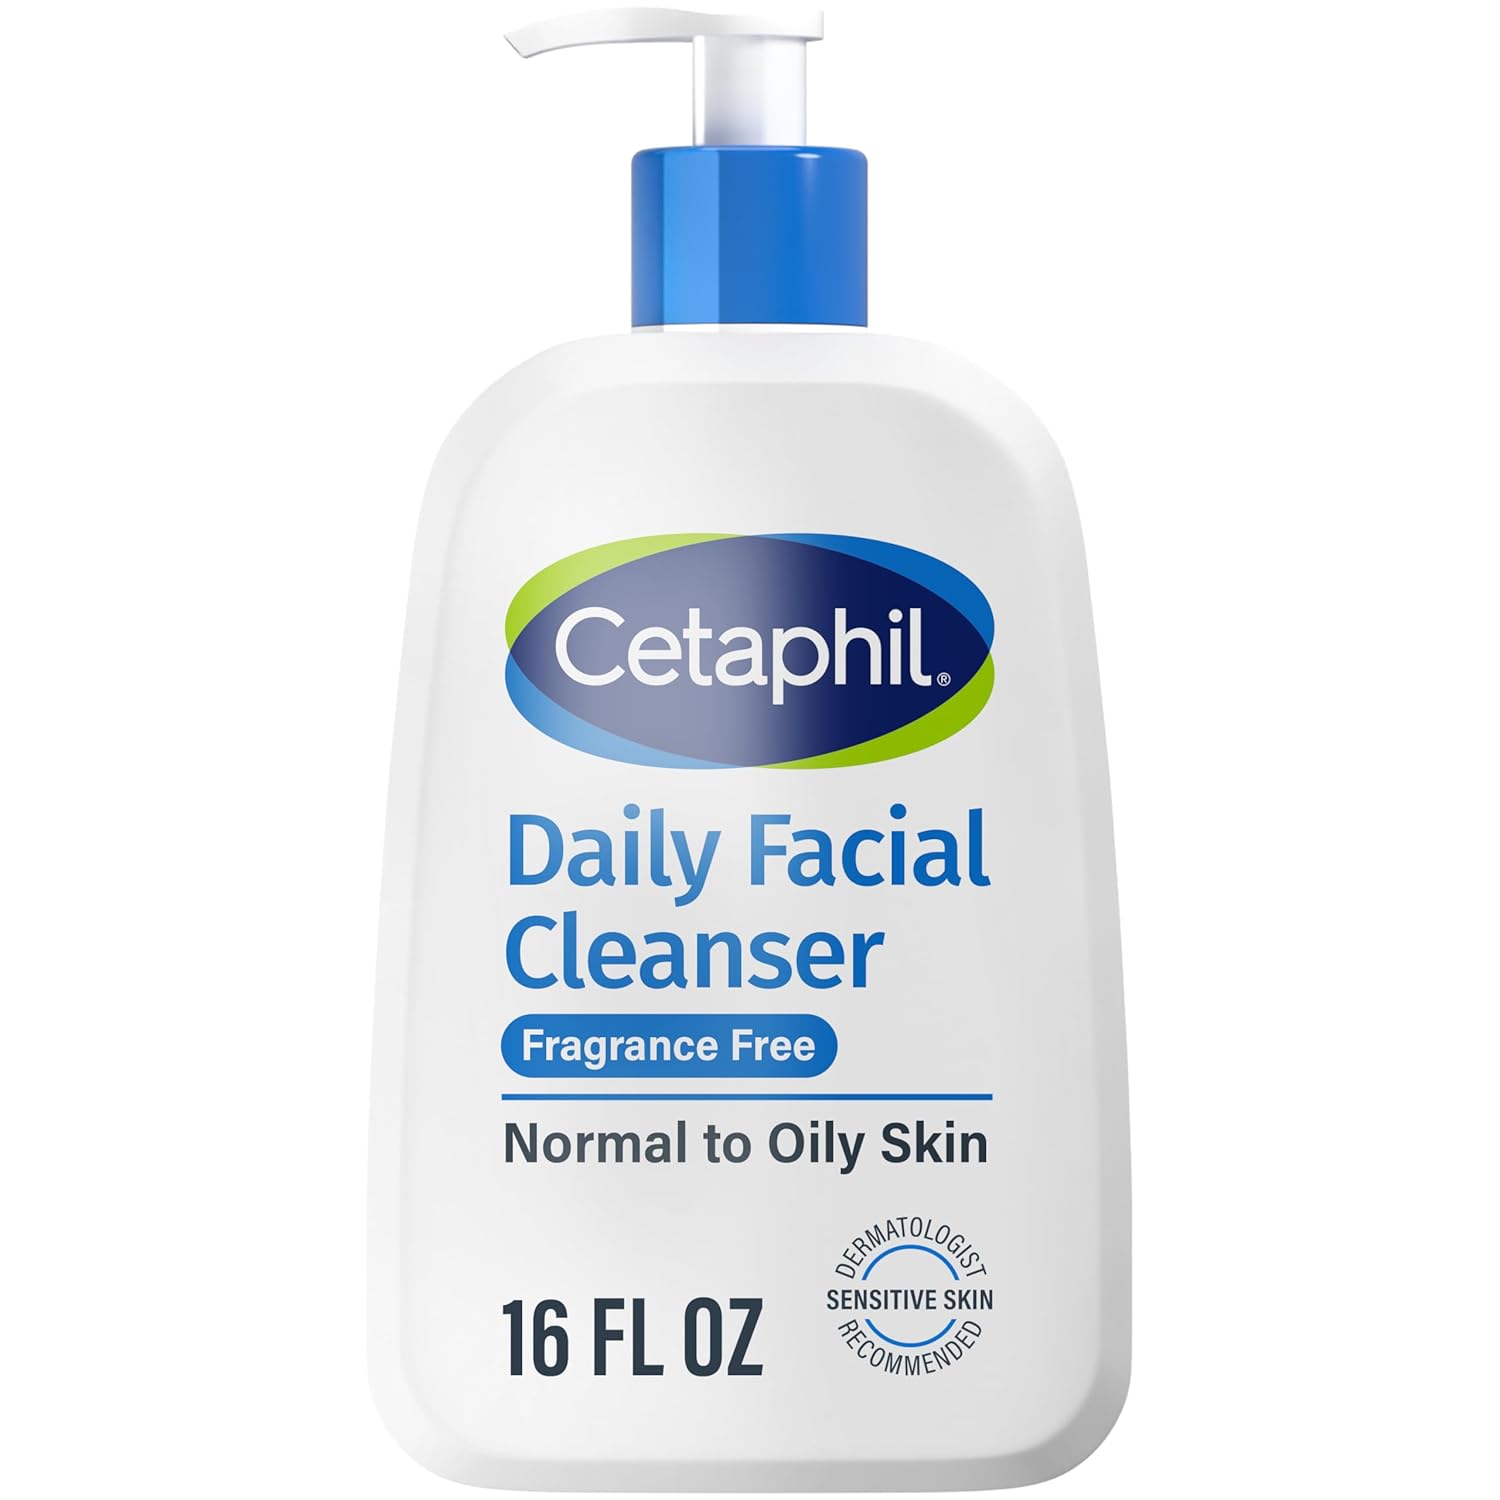 Cetaphil®
Daily Facial
Cleanser
Fragrance Free
Normal to Oily Skin
16 FL OZ
DERMATOLOGIST
SENSITIVE SKIN
RECOMMENDED